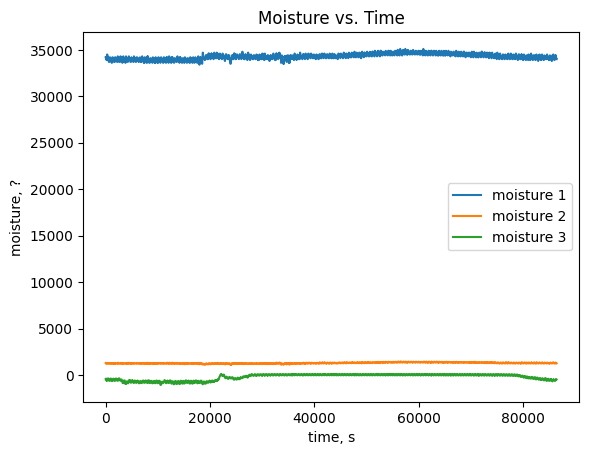 Moisture vs. Time
35000
30000
25000
20000
15000
10000
5000
0
moisture, ?
moisture 1
moisture 2
moisture 3
0 20000 40000 60000 80000
time, s